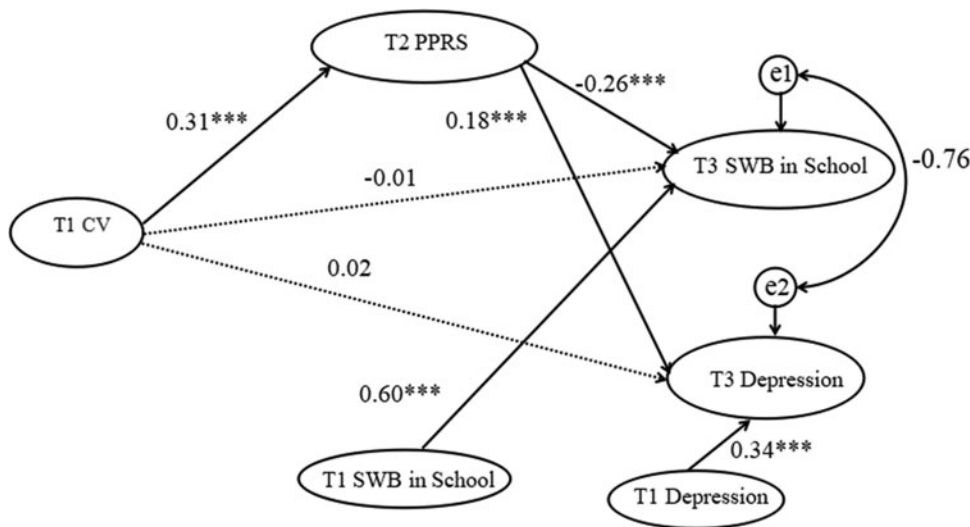 T2 PPRS
e1
-0.26***
0.31***
0.18***
T3 SWB in School
-0.76
-0.01
T1 CV
0.02
e2
T3 Depression
0.60***
0.34***
T1 SWB in School
T1 Depression